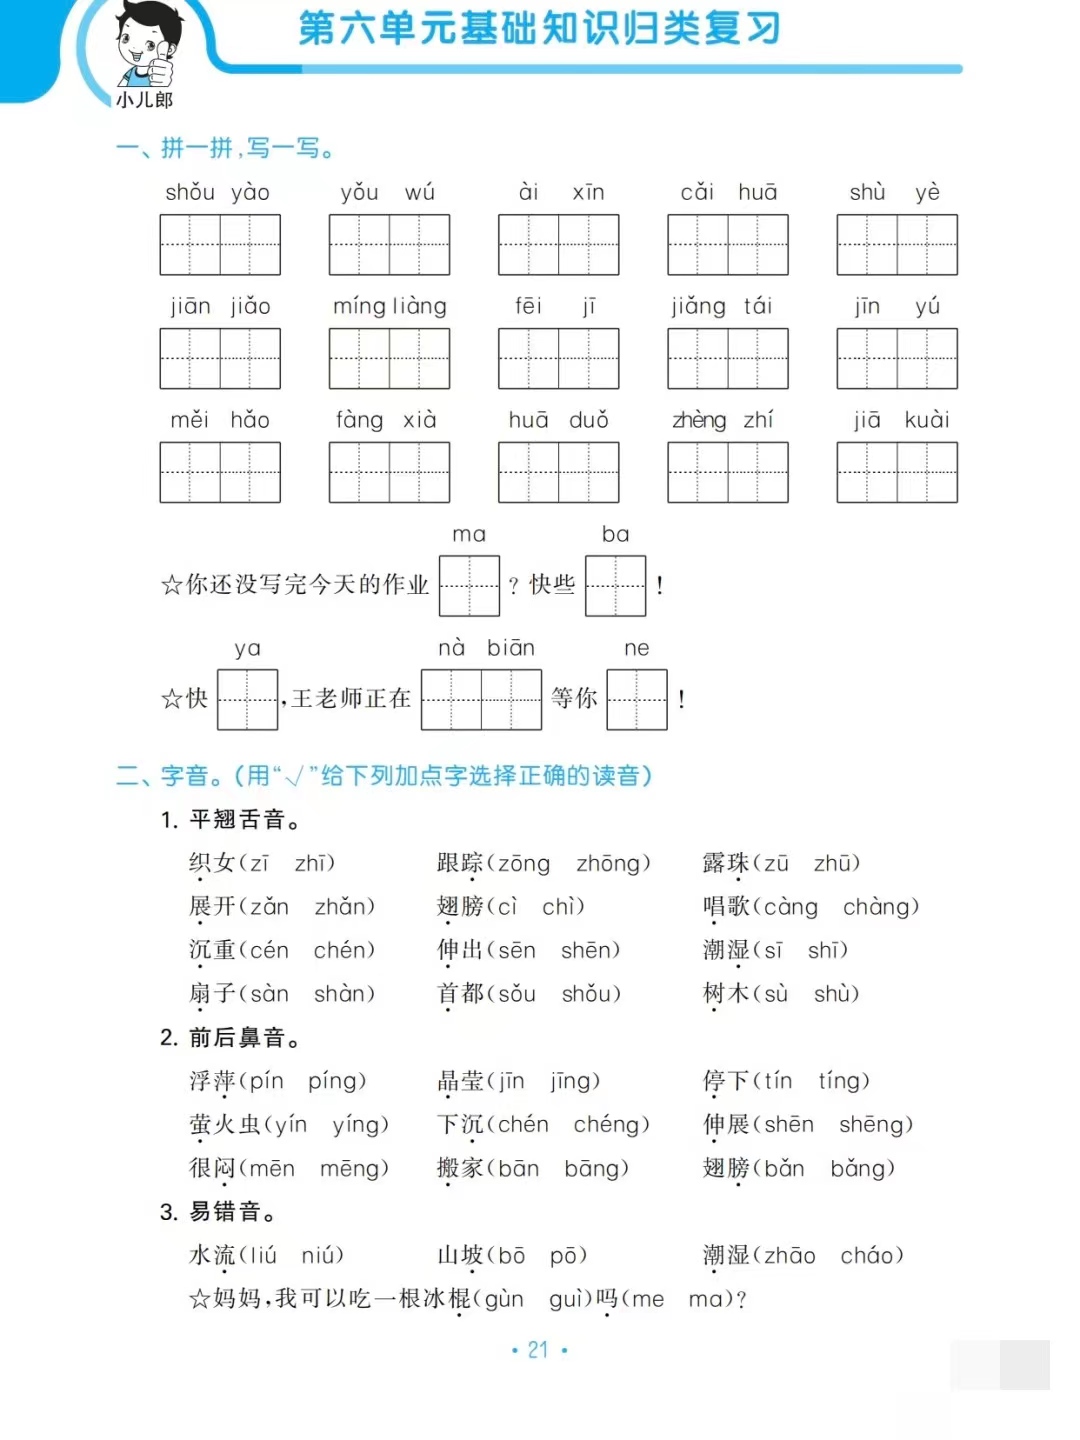 第六单元基础知识归类复习
小儿郎
一、拼一拼,写一写。
shǒu yào yǒu wú ài xīn cǎi huā shù yè
jiān jiǎo míng liàng fēi jī jiǎng tái jīn yú
měi hǎo fàng xià huā duǒ zhèng zhí jiā kuài
ma ba
☆你还没写完今天的作业 ? 快些 !
ya nà biān ne
☆快 ,王老师正在 等你 !
二、字音。(用“√”给下列加点字选择正确的读音)
1. 平翘舌音。
织女(zī zhī) 跟踪(zōng zhōng) 露珠(zū zhū)
展开(zǎn zhǎn) 翅膀(cì chì) 唱歌(càng chàng)
沉重(cén chén) 伸出(sēn shēn) 潮湿(sī shī)
扇子(sàn shàn) 首都(sǒu shǒu) 树木(sù shù)
2. 前后鼻音。
浮萍(pín píng) 晶莹(jīn jīng) 停下(tín tíng)
萤火虫(yín yíng) 下沉(chén chéng) 伸展(shēn shēng)
很闷(mēn mēng) 搬家(bān bāng) 翅膀(bǎn bǎng)
3. 易错音。
水流(liú niú) 山坡(bō pō) 潮湿(zhāo cháo)
☆妈妈,我可以吃一根冰棍(gùn guì)吗(me ma)?
· 21 ·